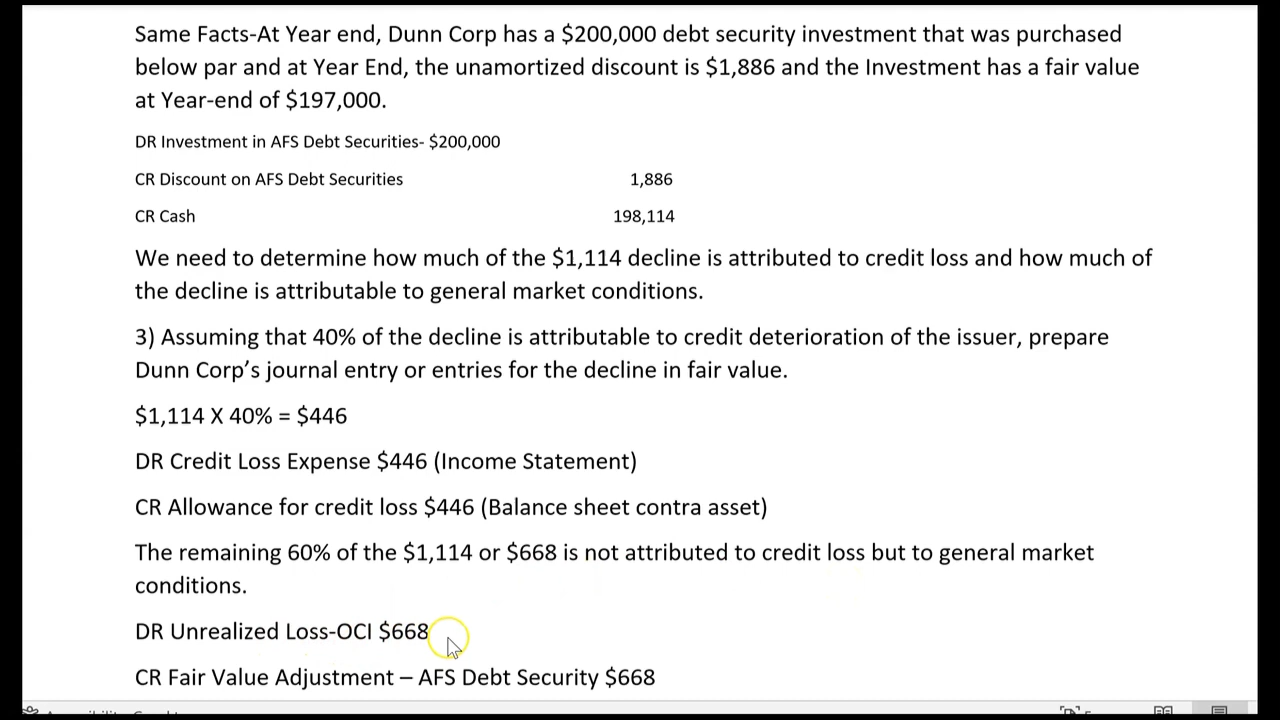 Same Facts-At Year end, Dunn Corp has a $200,000 debt security investment that was purchased
below par and at Year End, the unamortized discount is $1,886 and the Investment has a fair value
at Year-end of $197,000.
DR Investment in AFS Debt Securities- $200,000
CR Discount on AFS Debt Securities 1,886
CR Cash 198,114
We need to determine how much of the $1,114 decline is attributed to credit loss and how much of
the decline is attributable to general market conditions.
3) Assuming that 40% of the decline is attributable to credit deterioration of the issuer, prepare
Dunn Corp’s journal entry or entries for the decline in fair value.
$1,114 X 40% = $446
DR Credit Loss Expense $446 (Income Statement)
CR Allowance for credit loss $446 (Balance sheet contra asset)
The remaining 60% of the $1,114 or $668 is not attributed to credit loss but to general market
conditions.
DR Unrealized Loss-OCI $668
CR Fair Value Adjustment – AFS Debt Security $668